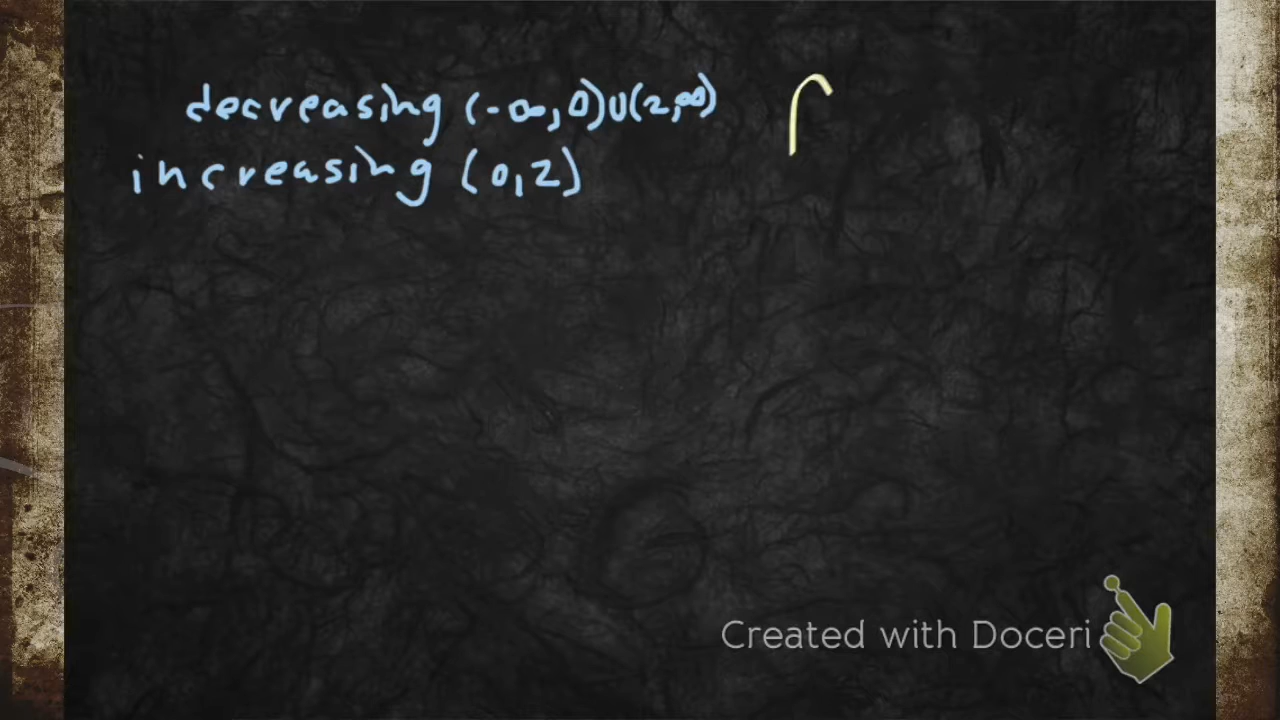 decreasing (-∞,0)∪(2,∞)
increasing (0,2)
Created with Doceri